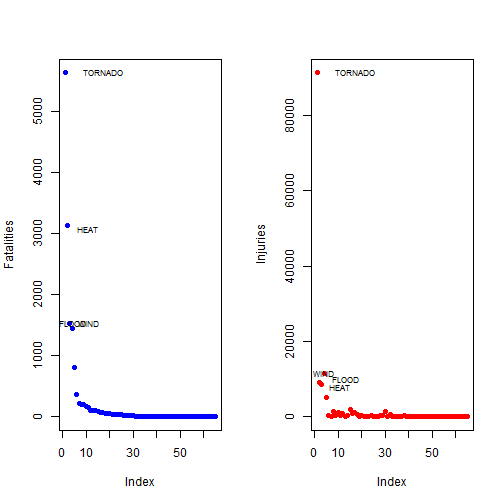 TORNADO
HEAT
FLOOD WIND
Fatalities
0 1000 2000 3000 4000 5000
0 10 30 50
Index
TORNADO
WIND
FLOOD
HEAT
Injuries
0 20000 40000 60000 80000
0 10 30 50
Index